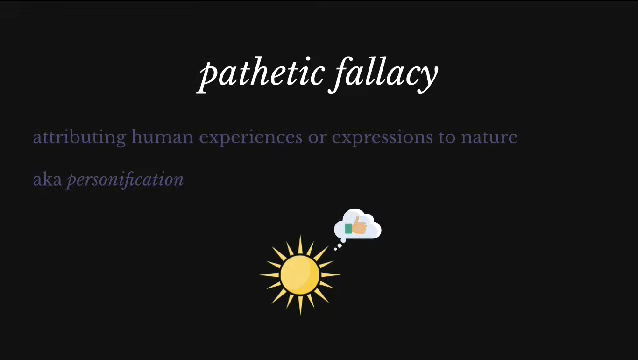 pathetic fallacy
attributing human experiences or expressions to nature
aka personification